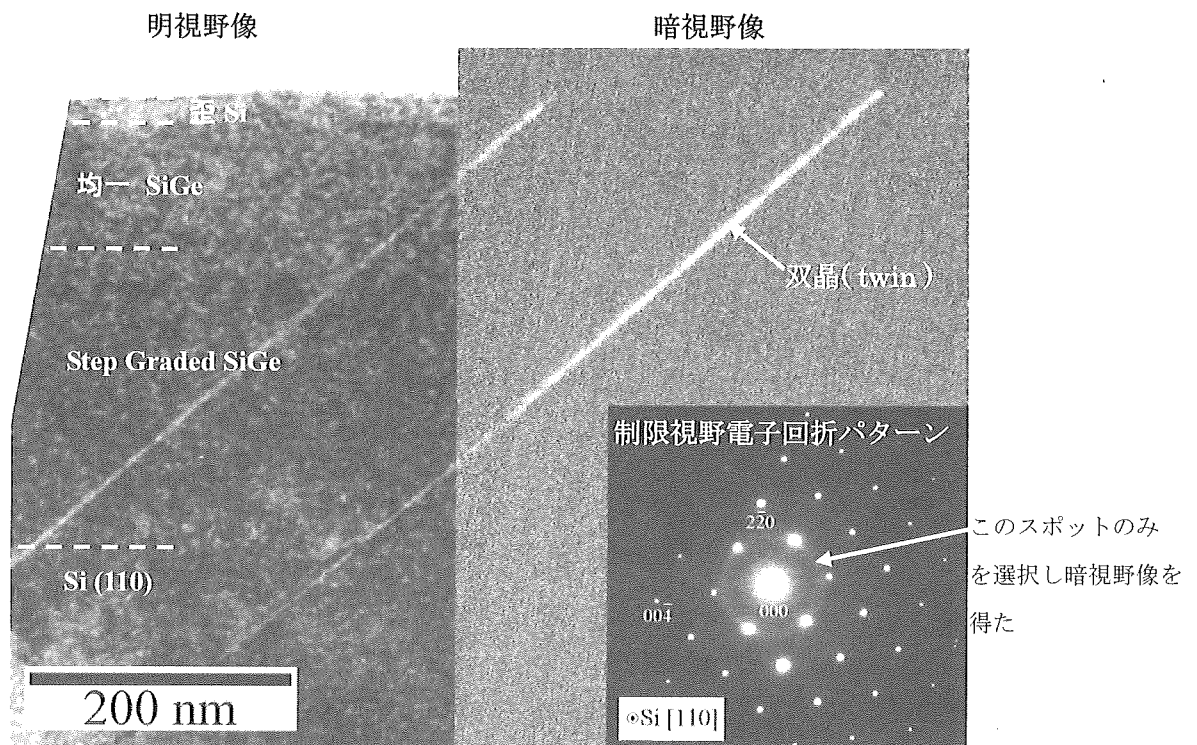 明視野像
暗視野像
歪 Si
均一 SiGe
双晶( twin )
Step Graded SiGe
制限視野電子回折パターン
22̅0
このスポットのみ
を選択し暗視野像を
得た
000
004̅
Si (110)
200 nm
⊙Si [110]